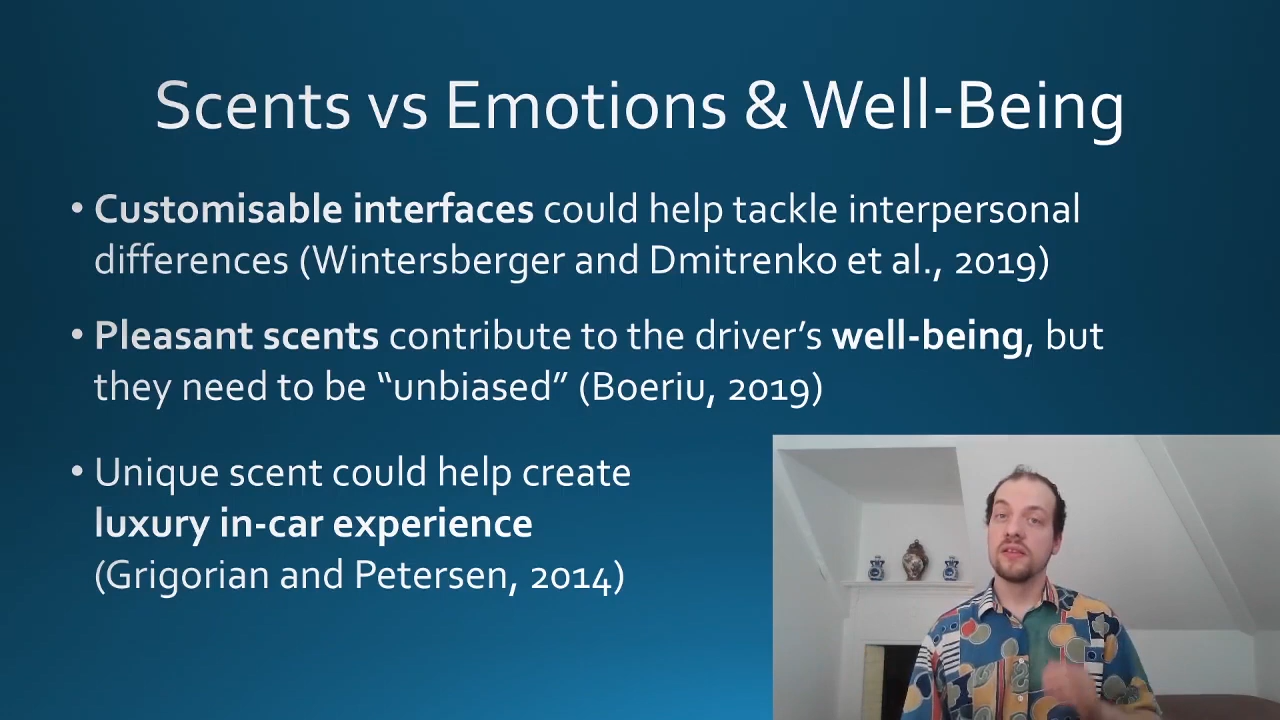 Scents vs Emotions & Well-Being
• Customisable interfaces could help tackle interpersonal
differences (Wintersberger and Dmitrenko et al., 2019)
• Pleasant scents contribute to the driver’s well-being, but
they need to be “unbiased” (Boeriu, 2019)
• Unique scent could help create
luxury in-car experience
(Grigorian and Petersen, 2014)